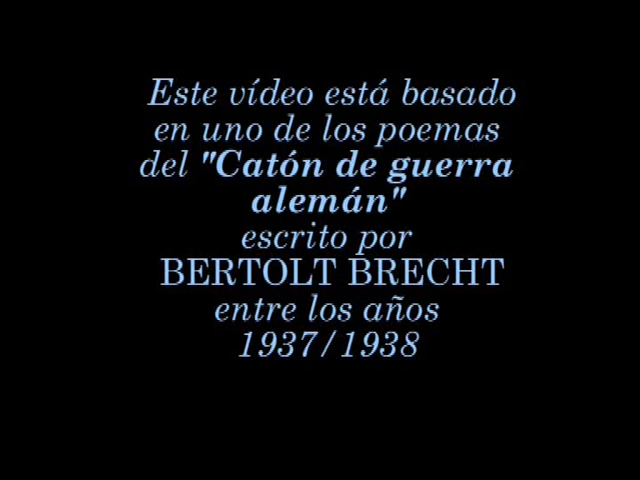 Este vídeo está basado
en uno de los poemas
del "Catón de guerra
alemán"
escrito por
BERTOLT BRECHT
entre los años
1937/1938